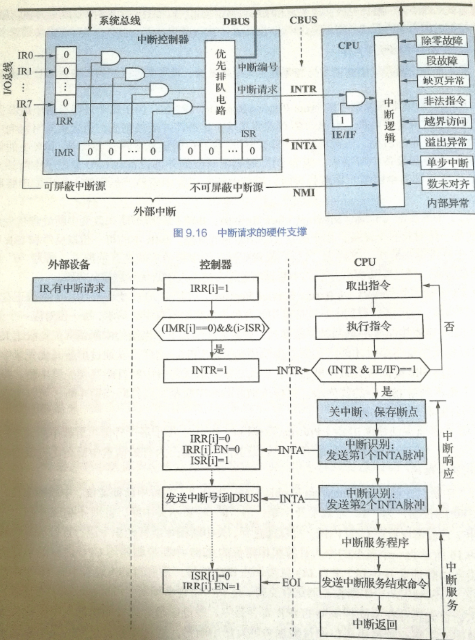 系统总线 DBUS CBUS
中断控制器
CPU
I/O总线
IR0 0
IR1 0
⋮ ⋮
IR7 0
IRR
优先排队电路
中断编号
中断请求
INTR
ISR
IMR 0 0 … 0
0 0 … 0
INTA
1
IE/IF
中断逻辑
除零故障
段故障
缺页异常
非法指令
越界访问
溢出异常
单步中断
数未对齐
内部异常
可屏蔽中断源
不可屏蔽中断源
NMI
外部中断
图 9.16 中断请求的硬件支撑
外部设备
控制器
CPU
IRi有中断请求
IRR[i]=1
取出指令
(IMR[i]==0)&&(i>ISR)
执行指令
否
是
INTR=1
INTR
(INTR & IE/IF)==1
是
关中断、保存断点
IRR[i]=0
IRR[i].EN=0
ISR[i]=1
INTA
中断识别:
发送第1个INTA脉冲
中断响应
发送中断号i到DBUS
INTA
中断识别:
发送第2个INTA脉冲
中断服务程序
ISR[i]=0
IRR[i].EN=1
EOI
发送中断服务结束命令
中断服务
中断返回